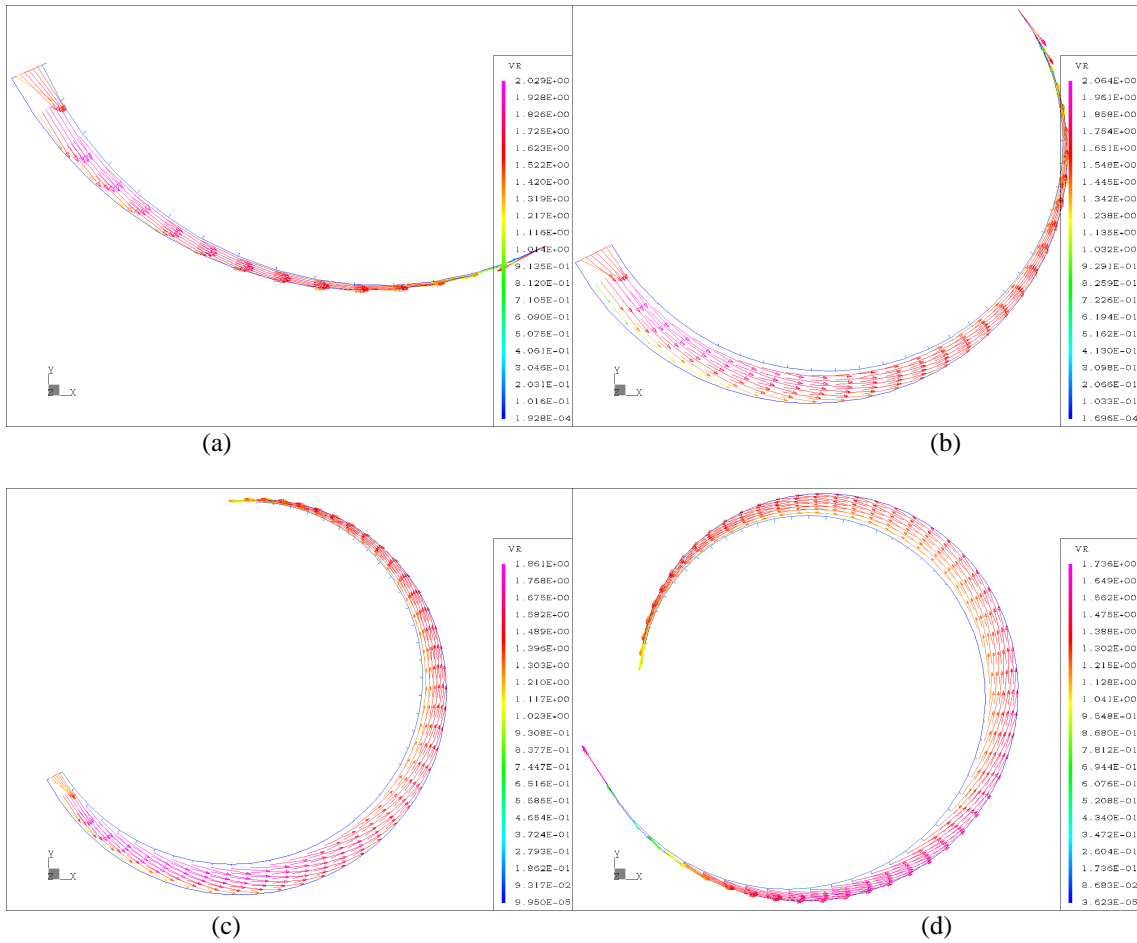 VR
2.029E+00
1.928E+00
1.826E+00
1.725E+00
1.623E+00
1.522E+00
1.420E+00
1.319E+00
1.217E+00
1.116E+00
1.014E+00
9.135E-01
8.120E-01
7.105E-01
6.090E-01
5.075E-01
4.061E-01
3.046E-01
2.031E-01
1.016E-01
1.928E-04
Y
Z X
(a)
VR
2.064E+00
1.961E+00
1.858E+00
1.754E+00
1.651E+00
1.548E+00
1.445E+00
1.342E+00
1.238E+00
1.135E+00
1.032E+00
9.291E-01
8.259E-01
7.226E-01
6.194E-01
5.162E-01
4.130E-01
3.098E-01
2.066E-01
1.033E-01
1.696E-04
Y
Z X
(b)
VR
1.861E+00
1.768E+00
1.675E+00
1.582E+00
1.489E+00
1.396E+00
1.303E+00
1.210E+00
1.117E+00
1.023E+00
9.308E-01
8.377E-01
7.447E-01
6.516E-01
5.585E-01
4.654E-01
3.724E-01
2.793E-01
1.862E-01
9.317E-02
9.950E-05
Y
Z X
(c)
VR
1.736E+00
1.649E+00
1.562E+00
1.475E+00
1.388E+00
1.302E+00
1.215E+00
1.128E+00
1.041E+00
9.548E-01
8.680E-01
7.812E-01
6.944E-01
6.076E-01
5.208E-01
4.340E-01
3.472E-01
2.604E-01
1.736E-01
8.683E-02
3.623E-05
Y
Z X
(d)